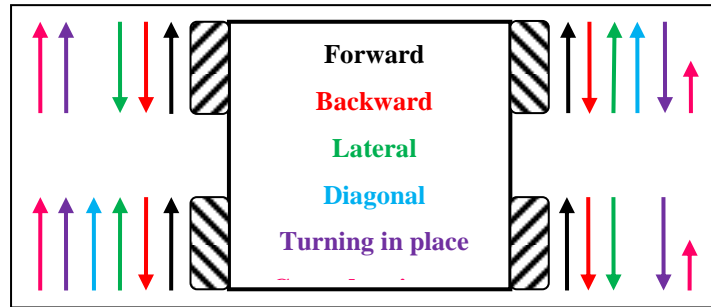 Forward
Backward
Lateral
Diagonal
Turning in place